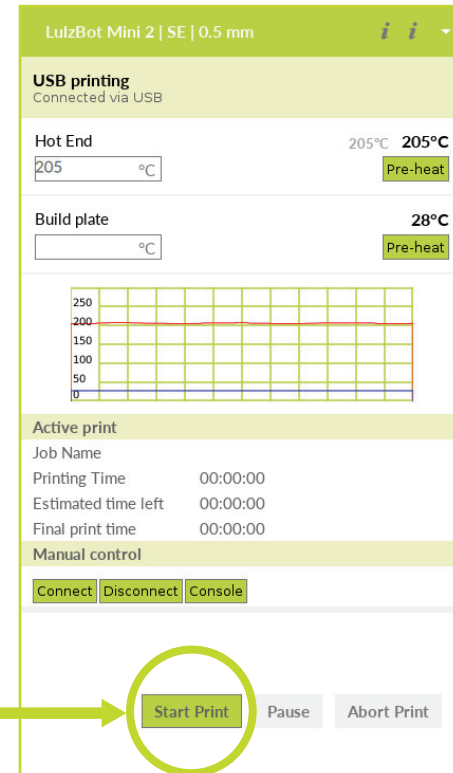 LulzBot Mini 2 | SE | 0.5 mm i i
USB printing
Connected via USB
Hot End 205°C 205°C
205 °C Pre-heat
Build plate 28°C
°C Pre-heat
250
200
150
100
50
0
Active print
Job Name
Printing Time 00:00:00
Estimated time left 00:00:00
Final print time 00:00:00
Manual control
Connect Disconnect Console
Start Print Pause Abort Print